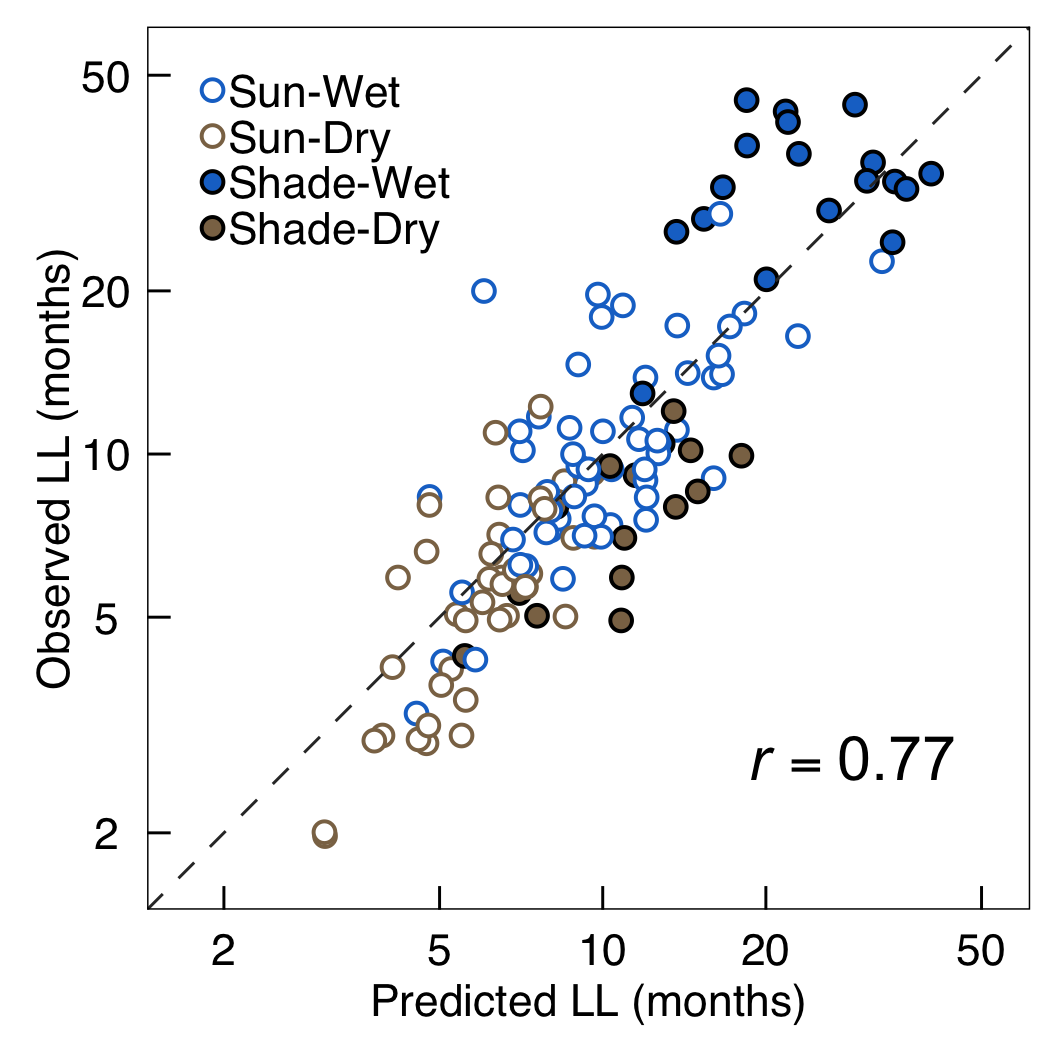 Sun-Wet
Sun-Dry
Shade-Wet
Shade-Dry
50
20
10
5
2
Observed LL (months)
r = 0.77
2 5 10 20 50
Predicted LL (months)